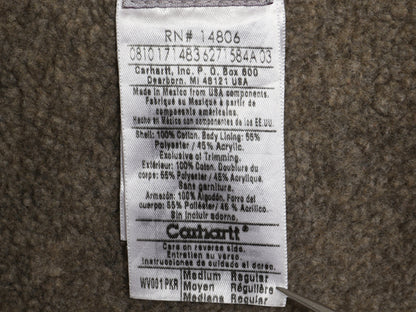 RN# 14806
0810171483 6271584A 03
Carhartt, Inc. P.O. Box 600
Dearborn, MI 48121 USA
Made in Mexico from USA components.
Fabriqué au Mexique à partir de
composants américains.
Hecho en México con componentes de los EE.UU.
Shell: 100% Cotton. Body Lining: 55%
Polyester / 45% Acrylic.
Exclusive of Trimming.
Extérieur: 100% Coton. Doublure du
corps: 55% Polyester / 45% Acrylique.
Sans garniture.
Armazón: 100% Algodón. Forro del
cuerpo: 55% Poliéster / 45% Acrílico.
Sin incluir adorno.
Carhartt®
Care on reverse side.
Entretien au verso.
Instrucciones de cuidado al dorso.
WV001PKR
Medium Regular
Moyen Régulière
Mediana Regular